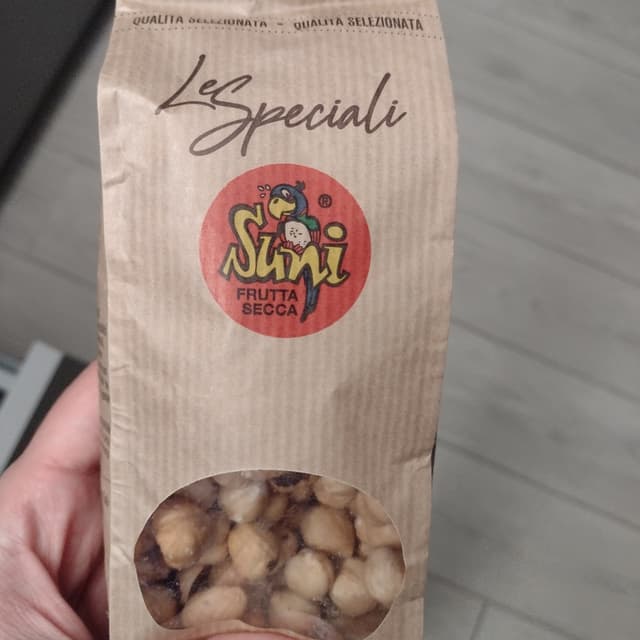 QUALITÀ SELEZIONATA - QUALITÀ SELEZIONATA
Le Speciali
®
Suni
FRUTTA
SECCA